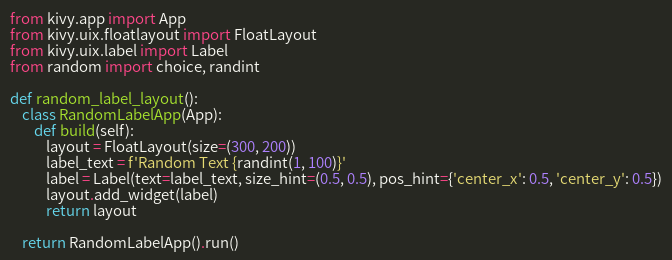 from kivy.app import App
from kivy.uix.floatlayout import FloatLayout
from kivy.uix.label import Label
from random import choice, randint

def random_label_layout():
    class RandomLabelApp(App):
        def build(self):
            layout = FloatLayout(size=(300, 200))
            label_text = f'Random Text {randint(1, 100)}'
            label = Label(text=label_text, size_hint=(0.5, 0.5), pos_hint={'center_x': 0.5, 'center_y': 0.5})
            layout.add_widget(label)
            return layout

    return RandomLabelApp().run()